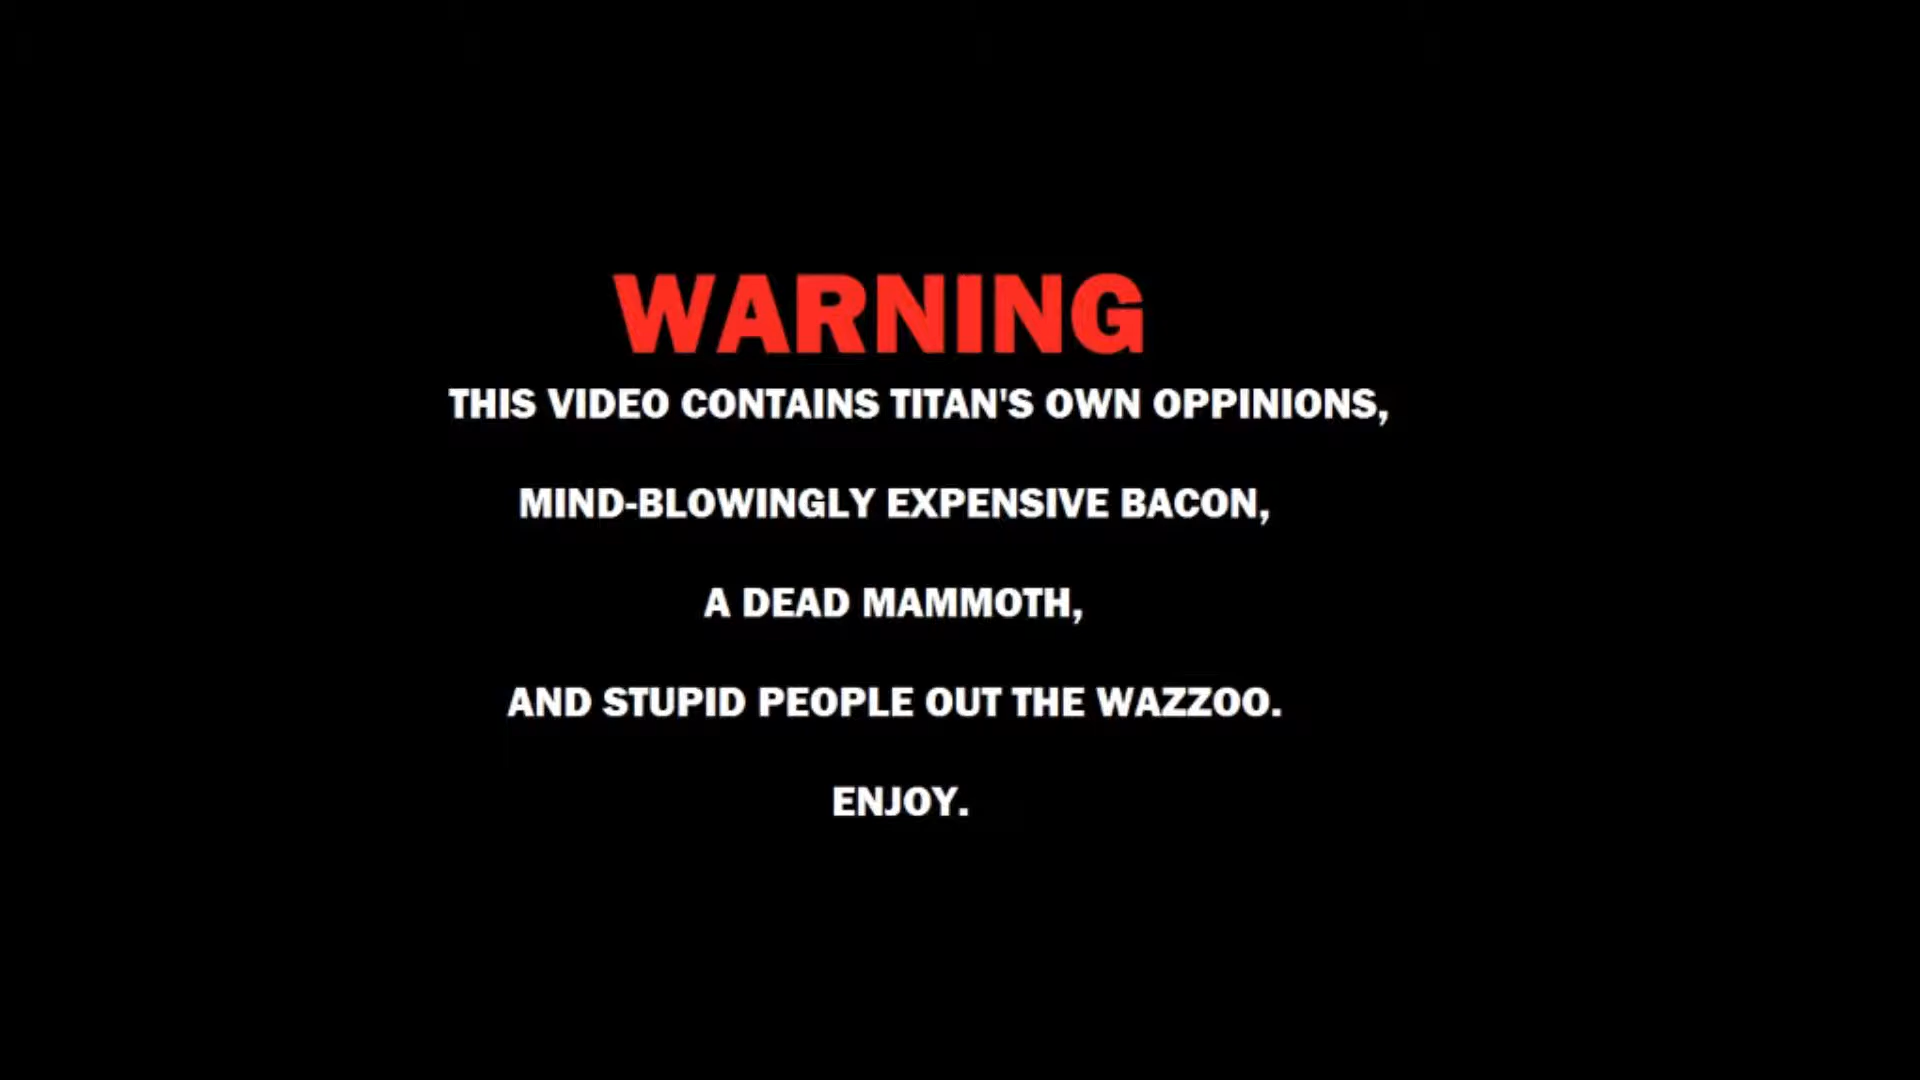 WARNING
THIS VIDEO CONTAINS TITAN'S OWN OPPINIONS,
MIND-BLOWINGLY EXPENSIVE BACON,
A DEAD MAMMOTH,
AND STUPID PEOPLE OUT THE WAZZOO.
ENJOY.